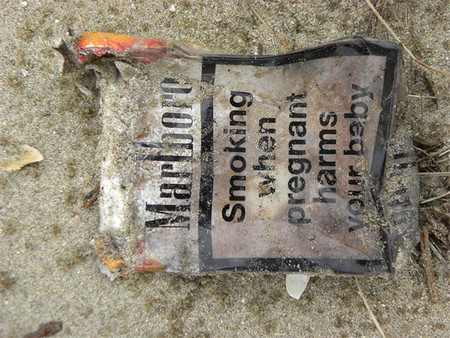 Marlboro
Smoking
when
pregnant
harms
your baby